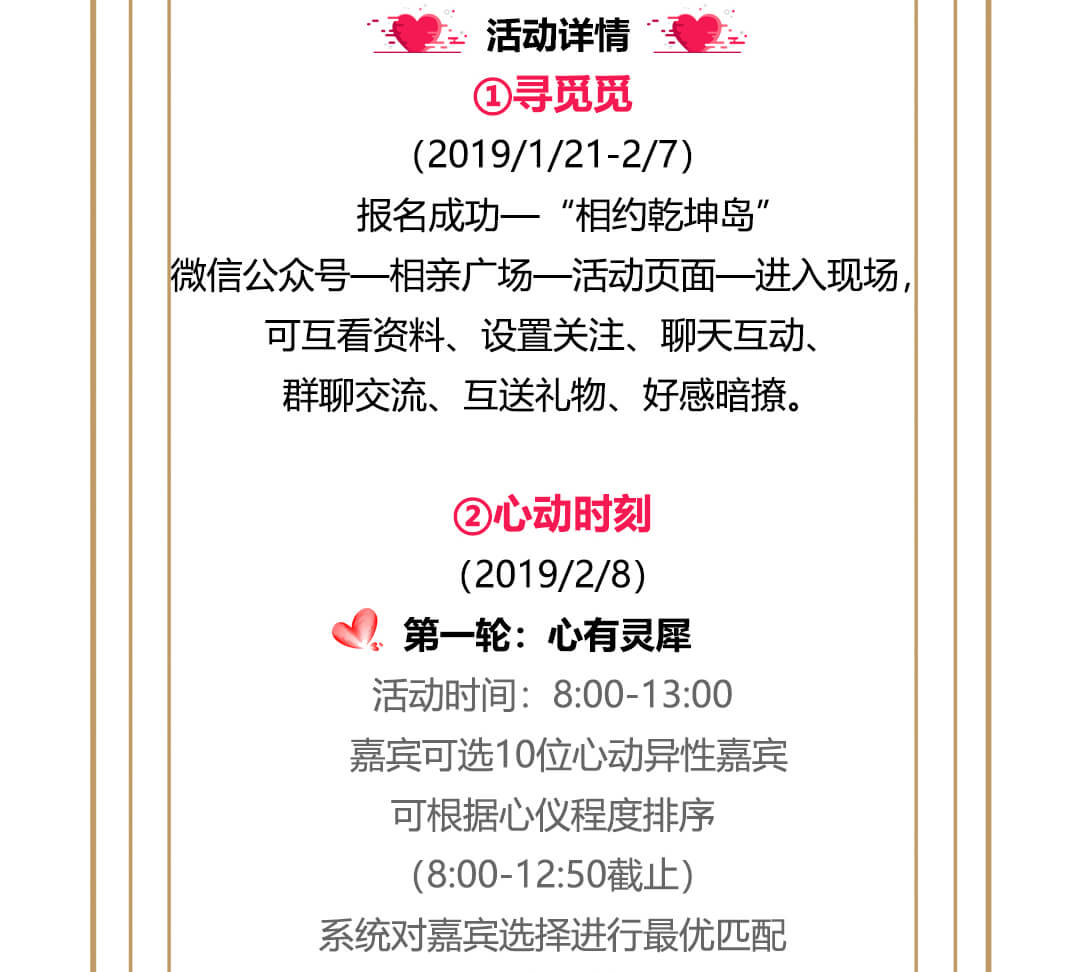 活动详情
①寻觅觅
（2019/1/21-2/7）
报名成功—“相约乾坤岛”
微信公众号—相亲广场—活动页面—进入现场，
可互看资料、设置关注、聊天互动、
群聊交流、互送礼物、好感暗撩。
②心动时刻
（2019/2/8）
第一轮：心有灵犀
活动时间：8:00-13:00
嘉宾可选10位心动异性嘉宾
可根据心仪程度排序
（8:00-12:50截止）
系统对嘉宾选择进行最优匹配